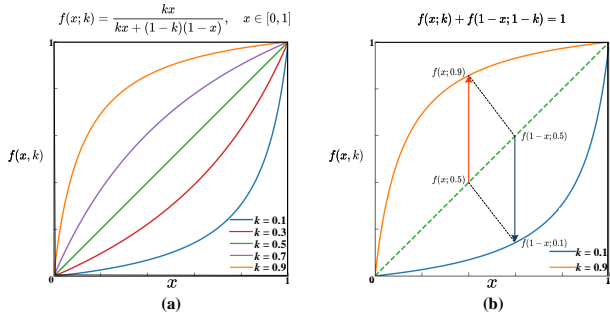 f(x; k) = kx / (kx + (1 − k)(1 − x)), x ∈ [0, 1]
1
f(x, k)
k = 0.1
k = 0.3
k = 0.5
k = 0.7
k = 0.9
0
x
1
(a)
f(x; k) + f(1 − x; 1 − k) = 1
1
f(x; 0.9)
f(1 − x; 0.5)
f(x, k)
f(x; 0.5)
f(1 − x; 0.1)
k = 0.1
k = 0.9
0
x
1
(b)